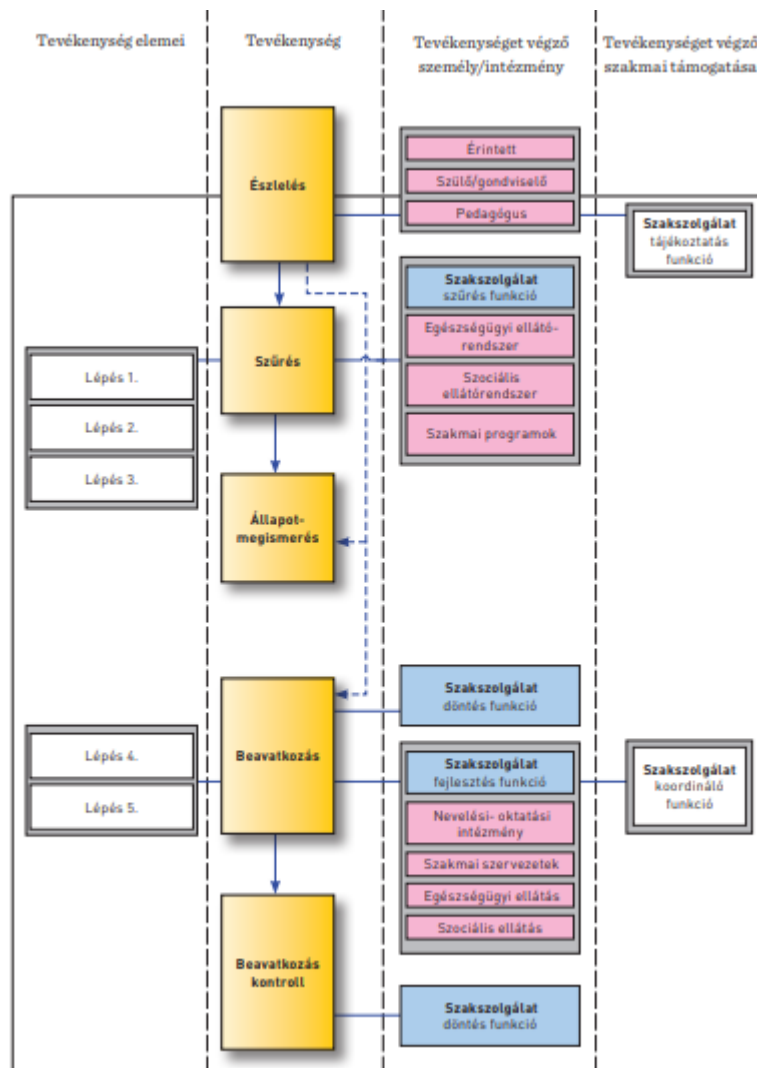 Tevékenység elemei
Tevékenység
Tevékenységet végző
személy/intézmény
Tevékenységet végző
szakmai támogatása
Észlelés
Érintett
Szülő/gondviselő
Pedagógus
Szakszolgálat
tájékoztatás
funkció
Szűrés
Szakszolgálat
szűrés funkció
Egészségügyi ellátó-
rendszer
Szociális
ellátórendszer
Szakmai programok
Lépés 1.
Lépés 2.
Lépés 3.
Állapot-
megismerés
Szakszolgálat
döntés funkció
Beavatkozás
Lépés 4.
Lépés 5.
Szakszolgálat
fejlesztés funkció
Nevelési- oktatási
intézmény
Szakmai szervezetek
Egészségügyi ellátás
Szociális ellátás
Szakszolgálat
koordináló
funkció
Beavatkozás
kontroll
Szakszolgálat
döntés funkció